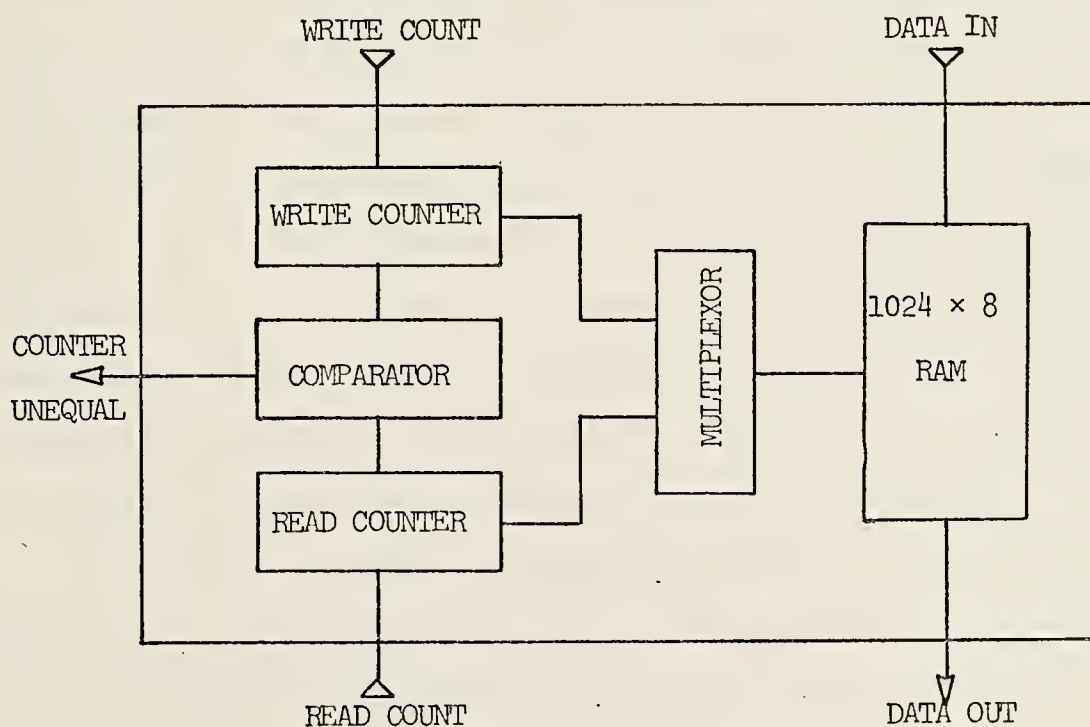 WRITE COUNT
DATA IN
WRITE COUNTER
COUNTER
UNEQUAL
COMPARATOR
READ COUNTER
MULTIPLEXOR
1024 × 8
RAM
READ COUNT
DATA OUT